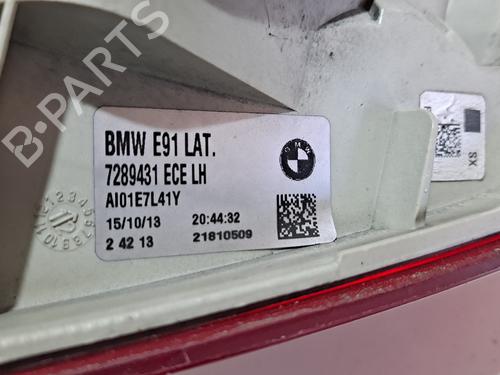 B-PARTS
BMW E91 LAT.
BMW
7289431 ECE LH
AI01E7L41Y
15/10/13 20:44:32
2 42 13 21810509
SX